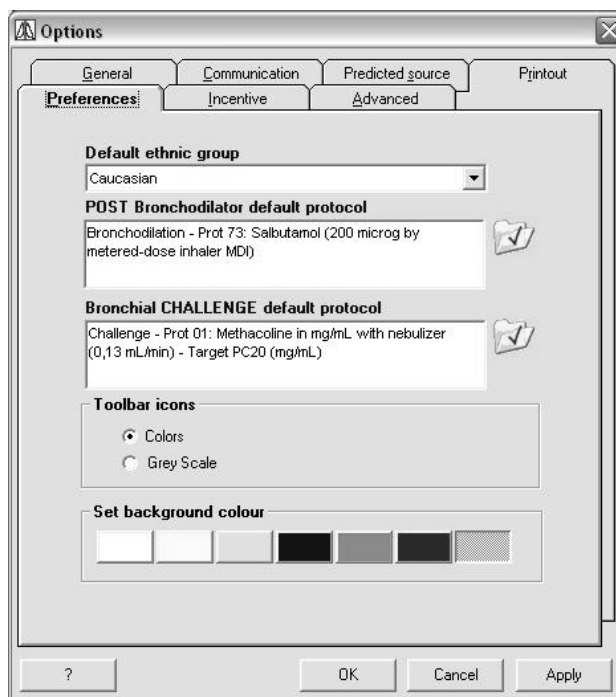 Options
General
Communication
Predicted source
Printout
Preferences
Incentive
Advanced
Default ethnic group
Caucasian
POST Bronchodilator default protocol
Bronchodilation - Prot 73: Salbutamol (200 microg by
metered-dose inhaler MDI)
Bronchial CHALLENGE default protocol
Challenge - Prot 01: Methacoline in mg/mL with nebulizer
(0,13 mL/min) - Target PC20 (mg/mL)
Toolbar icons
Colors
Grey Scale
Set background colour
?
OK
Cancel
Apply